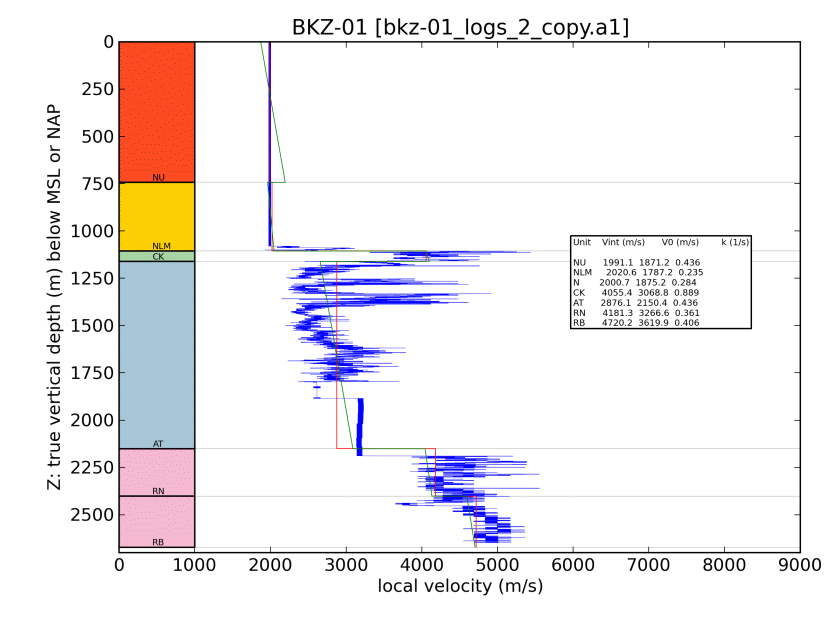 BKZ-01 [bkz-01_logs_2_copy.a1]
Z: true vertical depth (m) below MSL or NAP
0
250
500
750
1000
1250
1500
1750
2000
2250
2500
NU
NLM
CK
AT
RN
RB
Unit Vint (m/s) V0 (m/s) k (1/s)
NU 1991.1 1871.2 0.436
NLM 2020.6 1787.2 0.235
N 2000.7 1875.2 0.284
CK 4055.4 3068.8 0.889
AT 2876.1 2150.4 0.436
RN 4181.3 3266.6 0.361
RB 4720.2 3619.9 0.406
0 1000 2000 3000 4000 5000 6000 7000 8000 9000
local velocity (m/s)